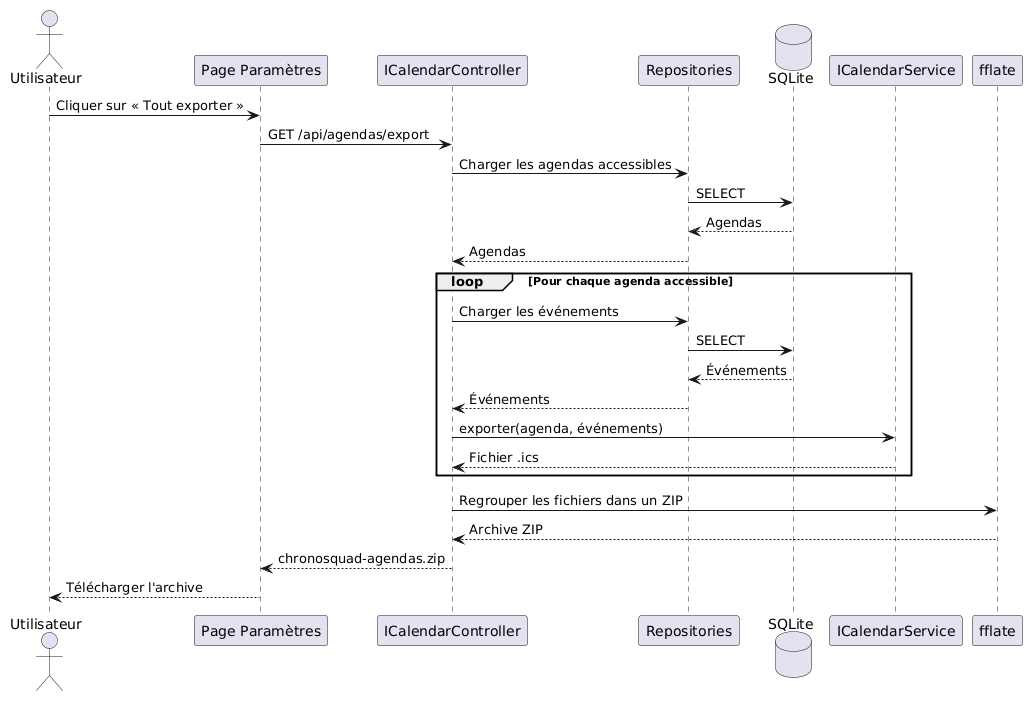 Utilisateur
Page Paramètres
ICalendarController
Repositories
SQLite
ICalendarService
fflate
Cliquer sur « Tout exporter »
GET /api/agendas/export
Charger les agendas accessibles
SELECT
Agendas
Agendas
loop [Pour chaque agenda accessible]
Charger les événements
SELECT
Événements
Événements
exporter(agenda, événements)
Fichier .ics
Regrouper les fichiers dans un ZIP
Archive ZIP
chronosquad-agendas.zip
Télécharger l'archive
Utilisateur
Page Paramètres
ICalendarController
Repositories
SQLite
ICalendarService
fflate